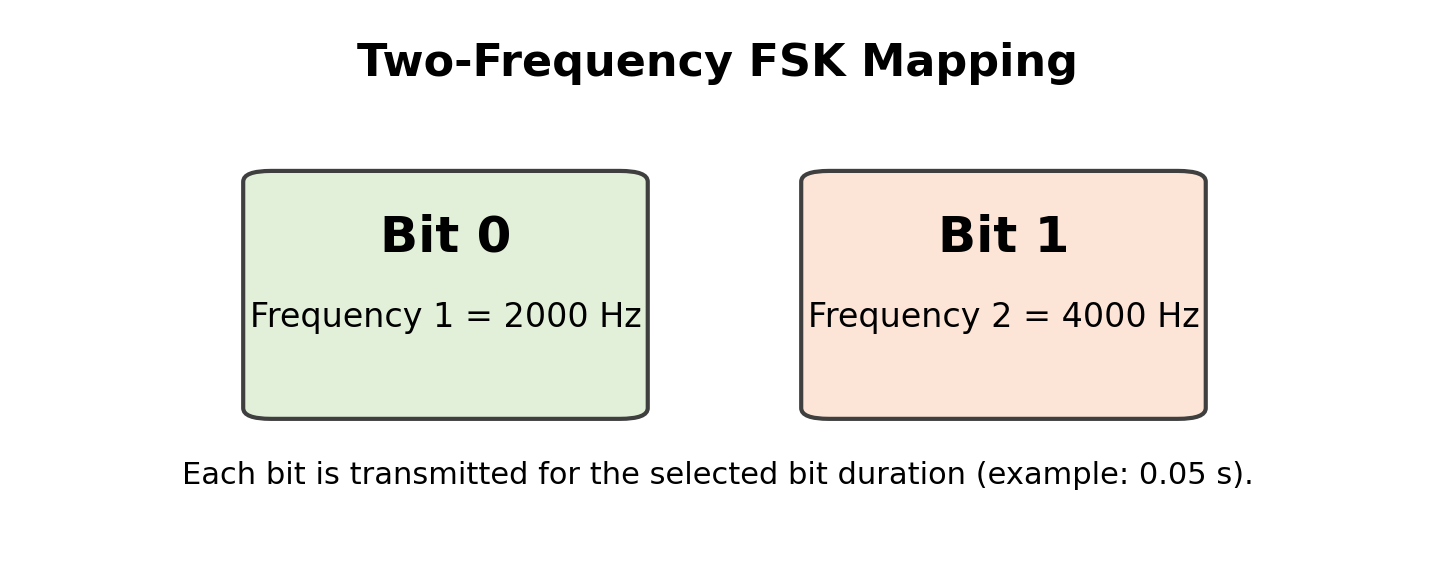 Two-Frequency FSK Mapping
Bit 0
Frequency 1 = 2000 Hz
Bit 1
Frequency 2 = 4000 Hz
Each bit is transmitted for the selected bit duration (example: 0.05 s).